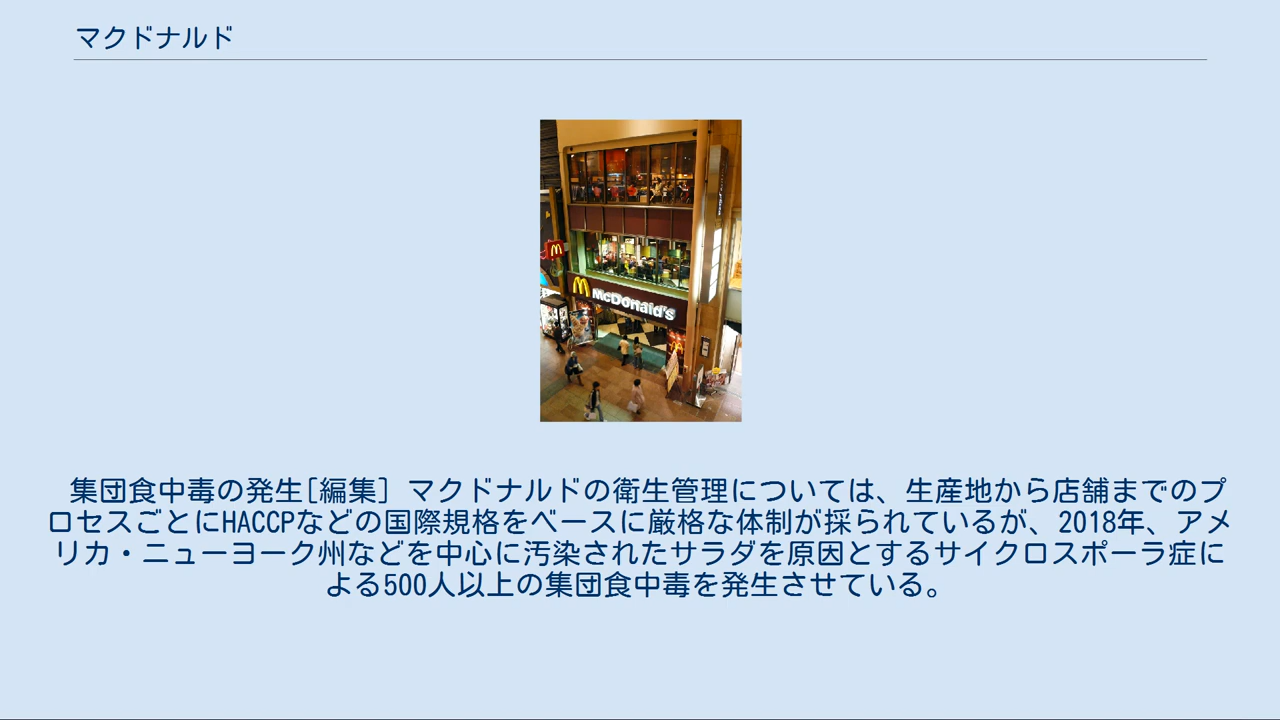 マクドナルド
McDonald's
集団食中毒の発生[編集] マクドナルドの衛生管理については、生産地から店舗までのプ
ロセスごとにHACCPなどの国際規格をベースに厳格な体制が採られているが、2018年、アメ
リカ・ニューヨーク州などを中心に汚染されたサラダを原因とするサイクロスポーラ症に
よる500人以上の集団食中毒を発生させている。